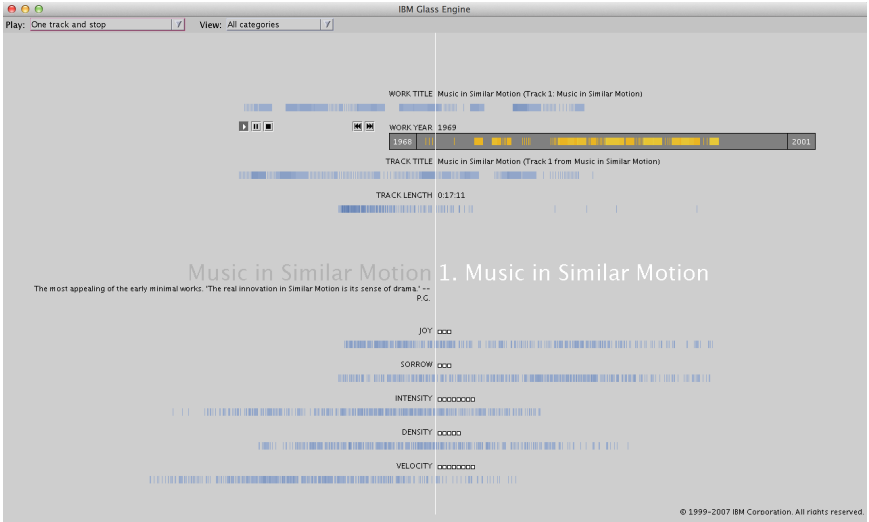 IBM Glass Engine
Play: One track and stop View: All categories
WORK TITLE Music in Similar Motion (Track 1: Music in Similar Motion)
WORK YEAR 1969
1968 2001
TRACK TITLE Music in Similar Motion (Track 1 from Music in Similar Motion)
TRACK LENGTH 0:17:11
Music in Similar Motion 1. Music in Similar Motion
The most appealing of the early minimal works. "The real innovation in Similar Motion is its sense of drama." --
P.G.
JOY
SORROW
INTENSITY
DENSITY
VELOCITY
© 1999-2007 IBM Corporation. All rights reserved.